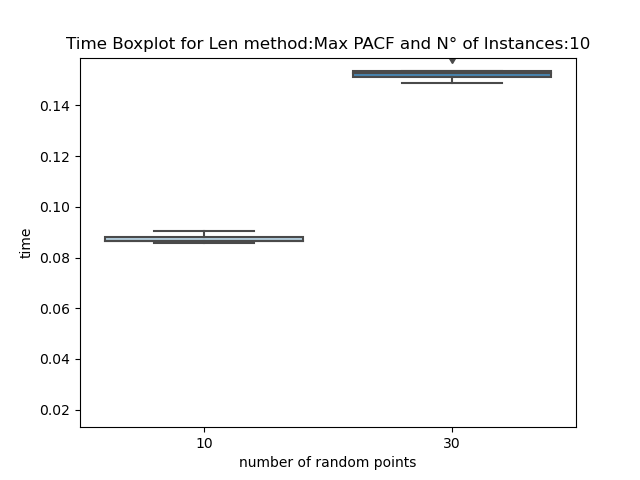 Time Boxplot for Len method:Max PACF and N° of Instances:10
0.14
0.12
0.10
0.08
0.06
0.04
0.02
time
10 30
number of random points